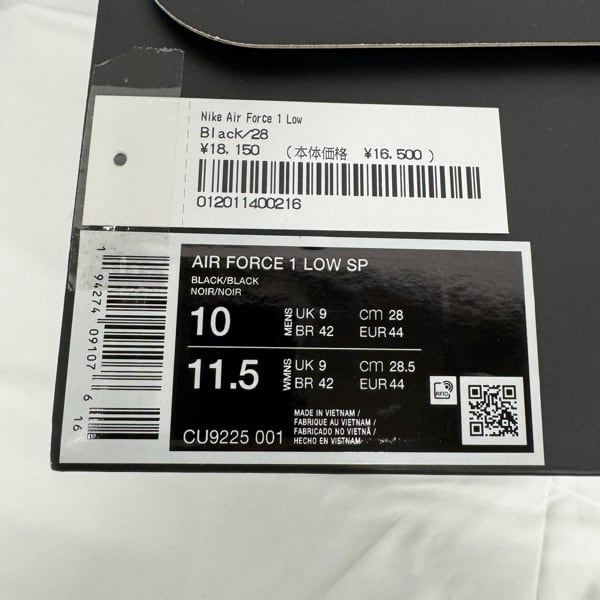 Nike Air Force 1 Low
Black/28
¥18,150 (本体価格 ¥16,500)
012011400216
AIR FORCE 1 LOW SP
BLACK/BLACK
NOIR/NOIR
10 MENS UK 9 cm 28
BR 42 EUR 44
11.5 WMNS UK 9 cm 28.5
BR 42 EUR 44
RFID
MADE IN VIETNAM /
FABRIQUE AU VIETNAM /
FABRICADO NO VIETNÃ /
HECHO EN VIETNAM
CU9225 001
1 94274 09107 6 16